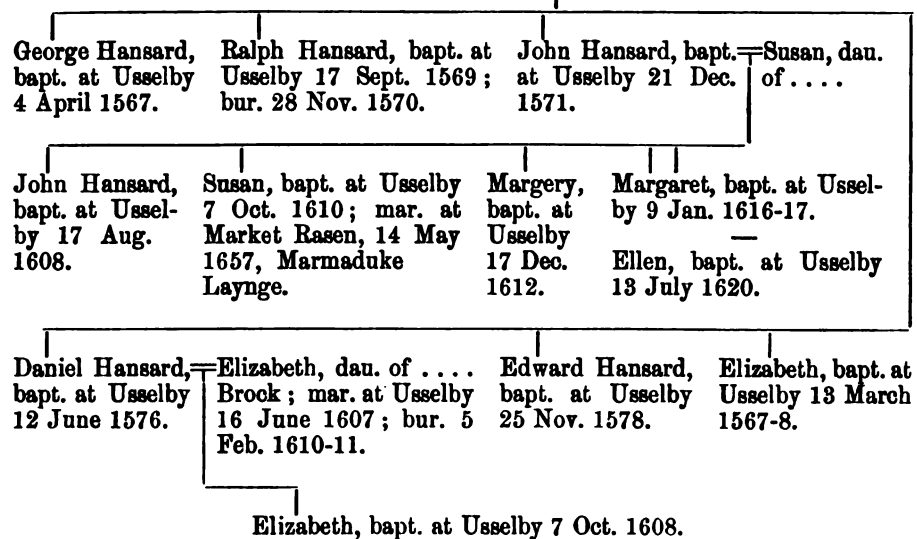 George Hansard,
bapt. at Usselby
4 April 1567.
Ralph Hansard, bapt. at
Usselby 17 Sept. 1569;
bur. 28 Nov. 1570.
John Hansard, bapt.
at Usselby 21 Dec.
1571.
Susan, dau.
of . . . .
John Hansard,
bapt. at Ussel-
by 17 Aug.
1608.
Susan, bapt. at Usselby
7 Oct. 1610; mar. at
Market Rasen, 14 May
1657, Marmaduke
Laynge.
Margery,
bapt. at
Usselby
17 Dec.
1612.
Margaret, bapt. at Ussel-
by 9 Jan. 1616-17.
Ellen, bapt. at Usselby
13 July 1620.
Daniel Hansard,
bapt. at Usselby
12 June 1576.
Elizabeth, dau. of . . . .
Brock; mar. at Usselby
16 June 1607; bur. 5
Feb. 1610-11.
Edward Hansard,
bapt. at Usselby
25 Nov. 1578.
Elizabeth, bapt. at
Usselby 13 March
1567-8.
Elizabeth, bapt. at Usselby 7 Oct. 1608.